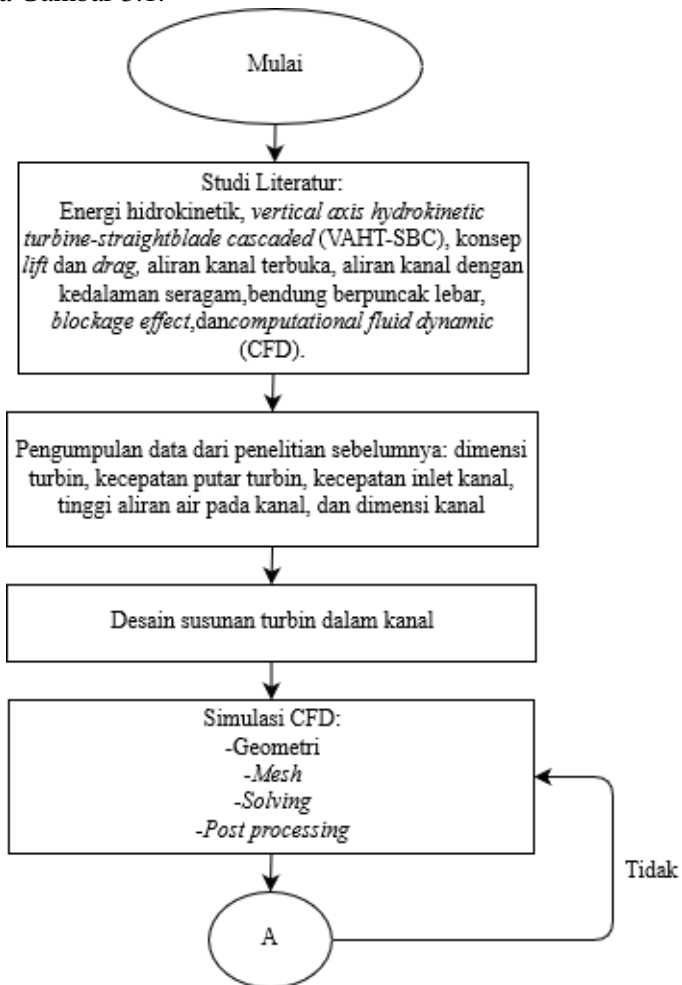 a Gambar 3.1.
Mulai
Studi Literatur:
Energi hidrokinetik, vertical axis hydrokinetic
turbine-straightblade cascaded (VAHT-SBC), konsep
lift dan drag, aliran kanal terbuka, aliran kanal dengan
kedalaman seragam,bendung berpuncak lebar,
blockage effect,dancomputational fluid dynamic
(CFD).
Pengumpulan data dari penelitian sebelumnya: dimensi
turbin, kecepatan putar turbin, kecepatan inlet kanal,
tinggi aliran air pada kanal, dan dimensi kanal
Desain susunan turbin dalam kanal
Simulasi CFD:
-Geometri
-Mesh
-Solving
-Post processing
Tidak
A